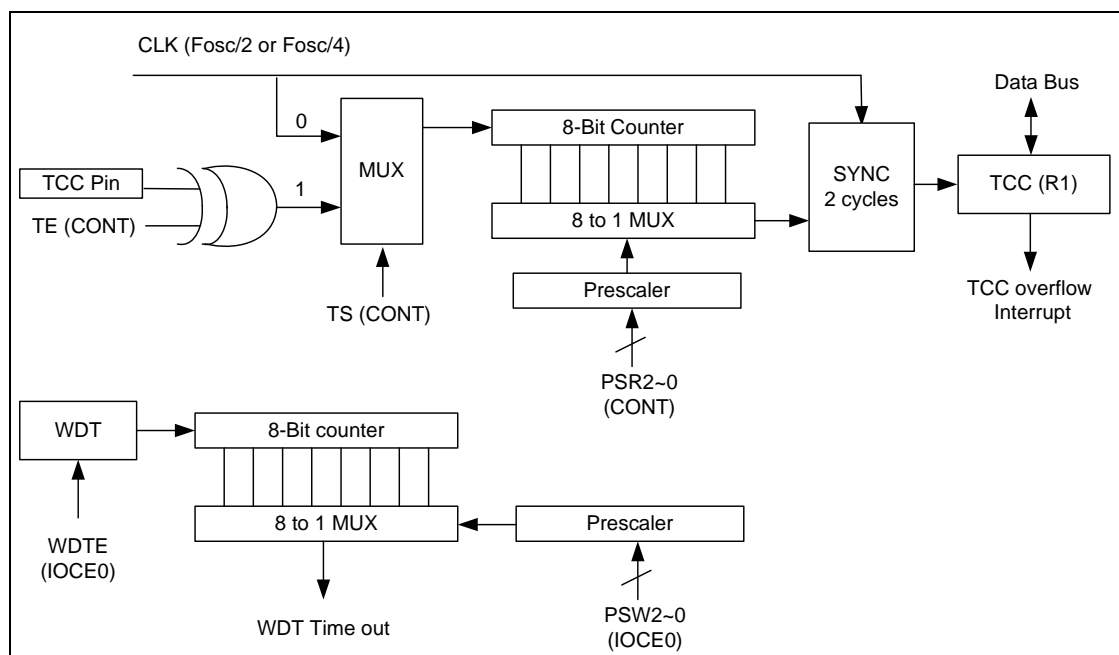 CLK (Fosc/2 or Fosc/4)
Data Bus
0
8-Bit Counter
MUX
SYNC
2 cycles
TCC (R1)
TCC Pin
1
TE (CONT)
8 to 1 MUX
TS (CONT)
Prescaler
TCC overflow
Interrupt
PSR2~0
(CONT)
WDT
8-Bit counter
8 to 1 MUX
Prescaler
WDTE
(IOCE0)
WDT Time out
PSW2~0
(IOCE0)